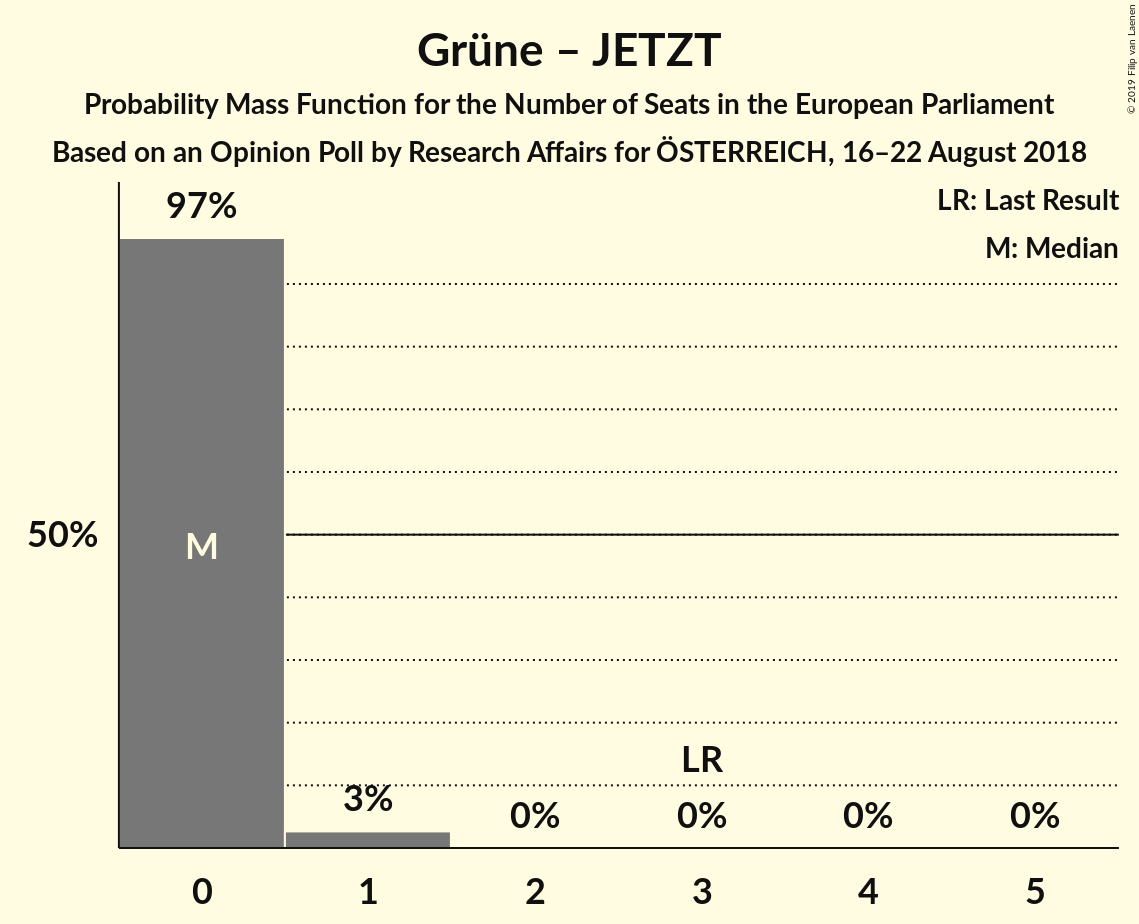 Grüne – JETZT
Probability Mass Function for the Number of Seats in the European Parliament
Based on an Opinion Poll by Research Affairs for ÖSTERREICH, 16–22 August 2018
© 2019 Filip van Laenen
LR: Last Result
M: Median
97%
50%
M
LR
3%
0%
0%
0%
0%
0 1 2 3 4 5